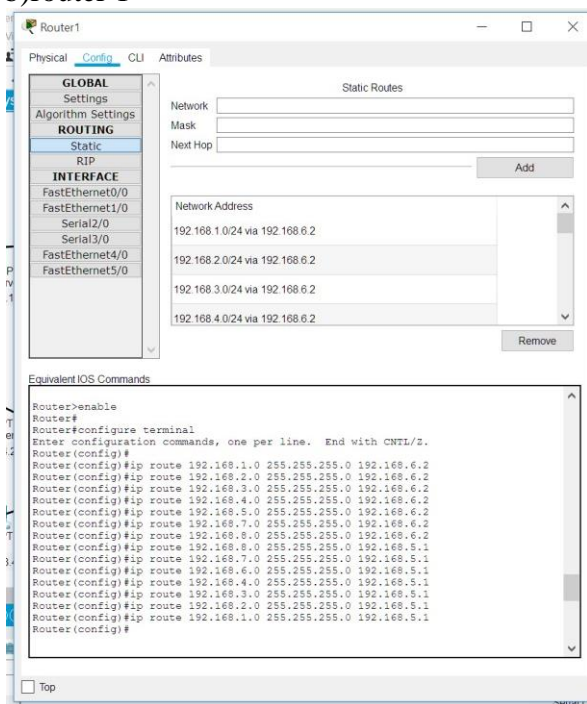 Router1
Physical Config CLI Attributes
GLOBAL
Settings
Algorithm Settings
ROUTING
Static
RIP
INTERFACE
FastEthernet0/0
FastEthernet1/0
Serial2/0
Serial3/0
FastEthernet4/0
FastEthernet5/0
Static Routes
Network
Mask
Next Hop
Add
Network Address
192.168.1.0/24 via 192.168.6.2
192.168.2.0/24 via 192.168.6.2
192.168.3.0/24 via 192.168.6.2
192.168.4.0/24 via 192.168.6.2
Remove
Equivalent IOS Commands
Router>enable
Router#
Router#configure terminal
Enter configuration commands, one per line. End with CNTL/Z.
Router(config)#
Router(config)#ip route 192.168.1.0 255.255.255.0 192.168.6.2
Router(config)#ip route 192.168.2.0 255.255.255.0 192.168.6.2
Router(config)#ip route 192.168.3.0 255.255.255.0 192.168.6.2
Router(config)#ip route 192.168.4.0 255.255.255.0 192.168.6.2
Router(config)#ip route 192.168.5.0 255.255.255.0 192.168.6.2
Router(config)#ip route 192.168.7.0 255.255.255.0 192.168.6.2
Router(config)#ip route 192.168.8.0 255.255.255.0 192.168.6.2
Router(config)#ip route 192.168.8.0 255.255.255.0 192.168.5.1
Router(config)#ip route 192.168.7.0 255.255.255.0 192.168.5.1
Router(config)#ip route 192.168.6.0 255.255.255.0 192.168.5.1
Router(config)#ip route 192.168.4.0 255.255.255.0 192.168.5.1
Router(config)#ip route 192.168.3.0 255.255.255.0 192.168.5.1
Router(config)#ip route 192.168.2.0 255.255.255.0 192.168.5.1
Router(config)#ip route 192.168.1.0 255.255.255.0 192.168.5.1
Router(config)#
Top